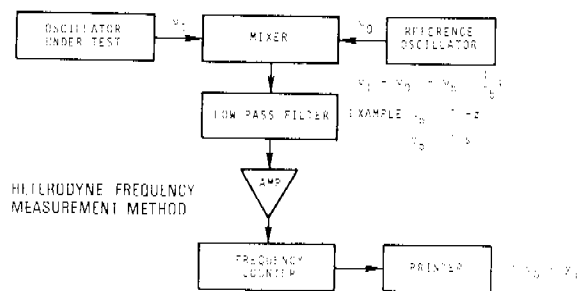 OSCILLATOR
UNDER TEST
MIXER
REFERENCE
OSCILLATOR
LOW PASS FILTER
EXAMPLE
AMP
HETERODYNE FREQUENCY
MEASUREMENT METHOD
FREQUENCY
COUNTER
PRINTER